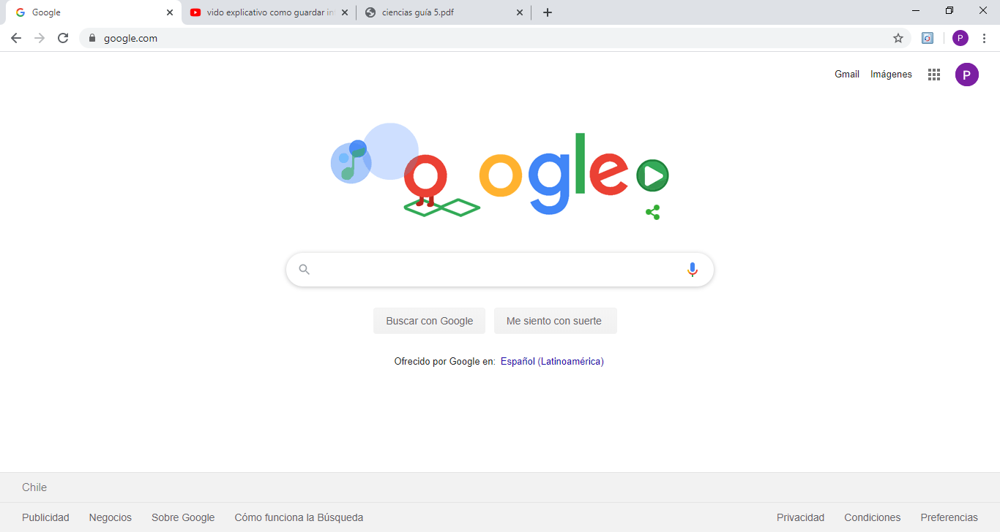 Google
vido explicativo como guardar in
ciencias guía 5.pdf
google.com
P
Gmail
Imágenes
P
oogle
Buscar con Google
Me siento con suerte
Ofrecido por Google en: Español (Latinoamérica)
Chile
Publicidad
Negocios
Sobre Google
Cómo funciona la Búsqueda
Privacidad
Condiciones
Preferencias